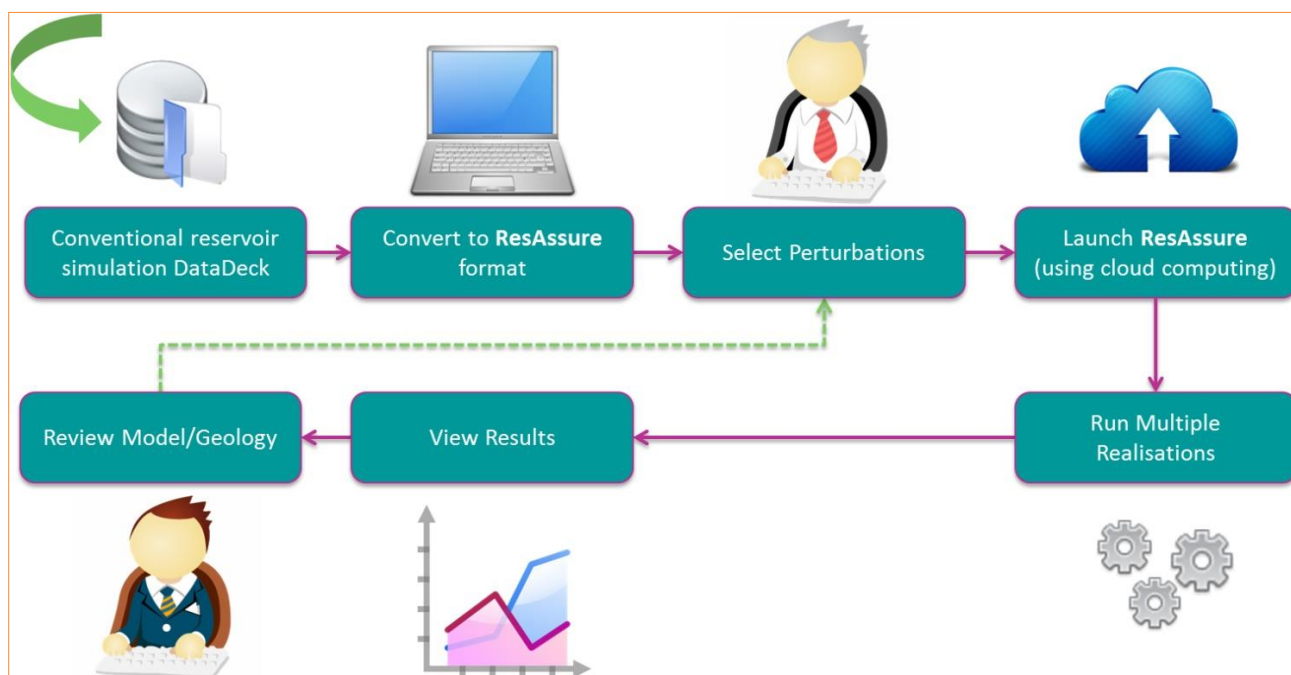 Conventional reservoir
simulation DataDeck
Convert to ResAssure
format
Select Perturbations
Launch ResAssure
(using cloud computing)
Review Model/Geology
View Results
Run Multiple
Realisations